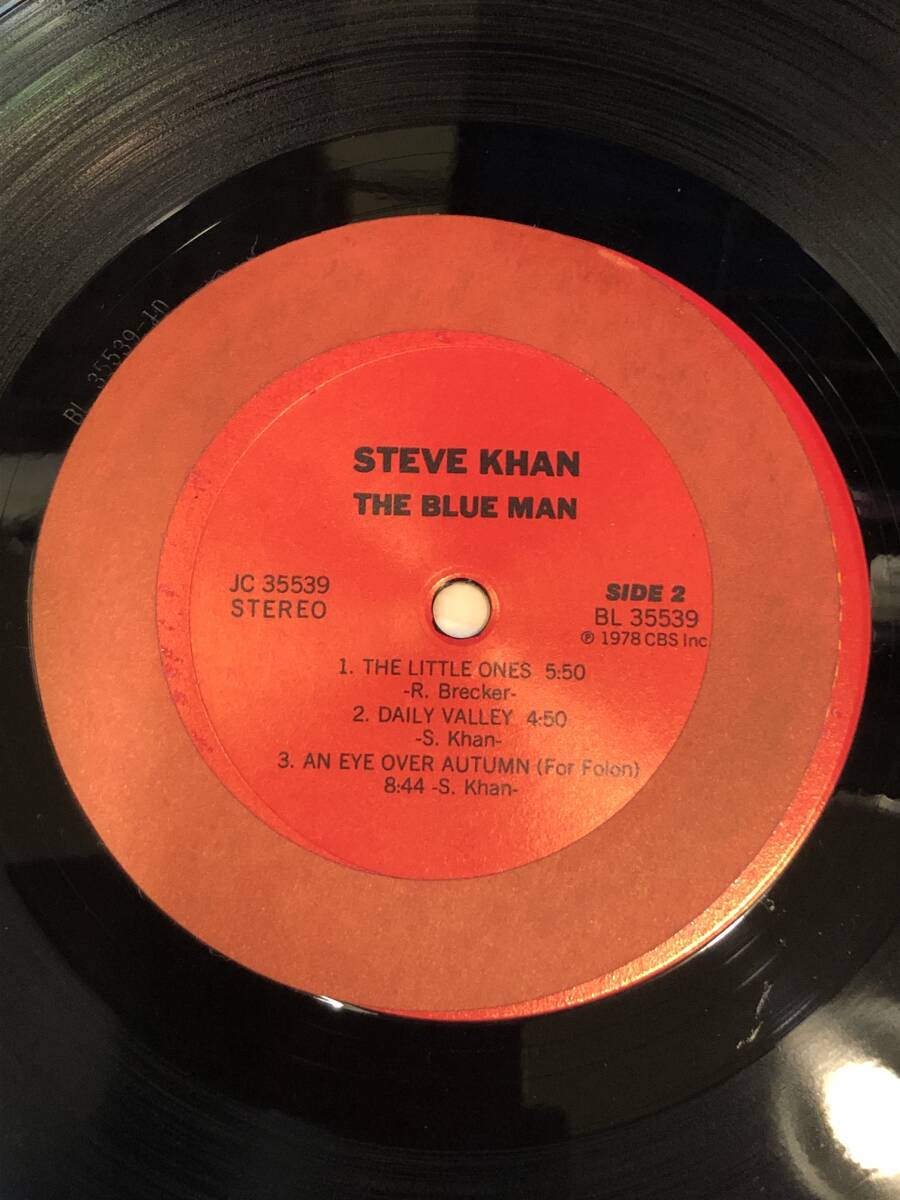 BL 35539-1D
STEVE KHAN
THE BLUE MAN
JC 35539
STEREO
SIDE 2
BL 35539
℗ 1978 CBS Inc
1. THE LITTLE ONES 5:50
-R. Brecker-
2. DAILY VALLEY 4:50
-S. Khan-
3. AN EYE OVER AUTUMN (For Folon)
8:44 -S. Khan-